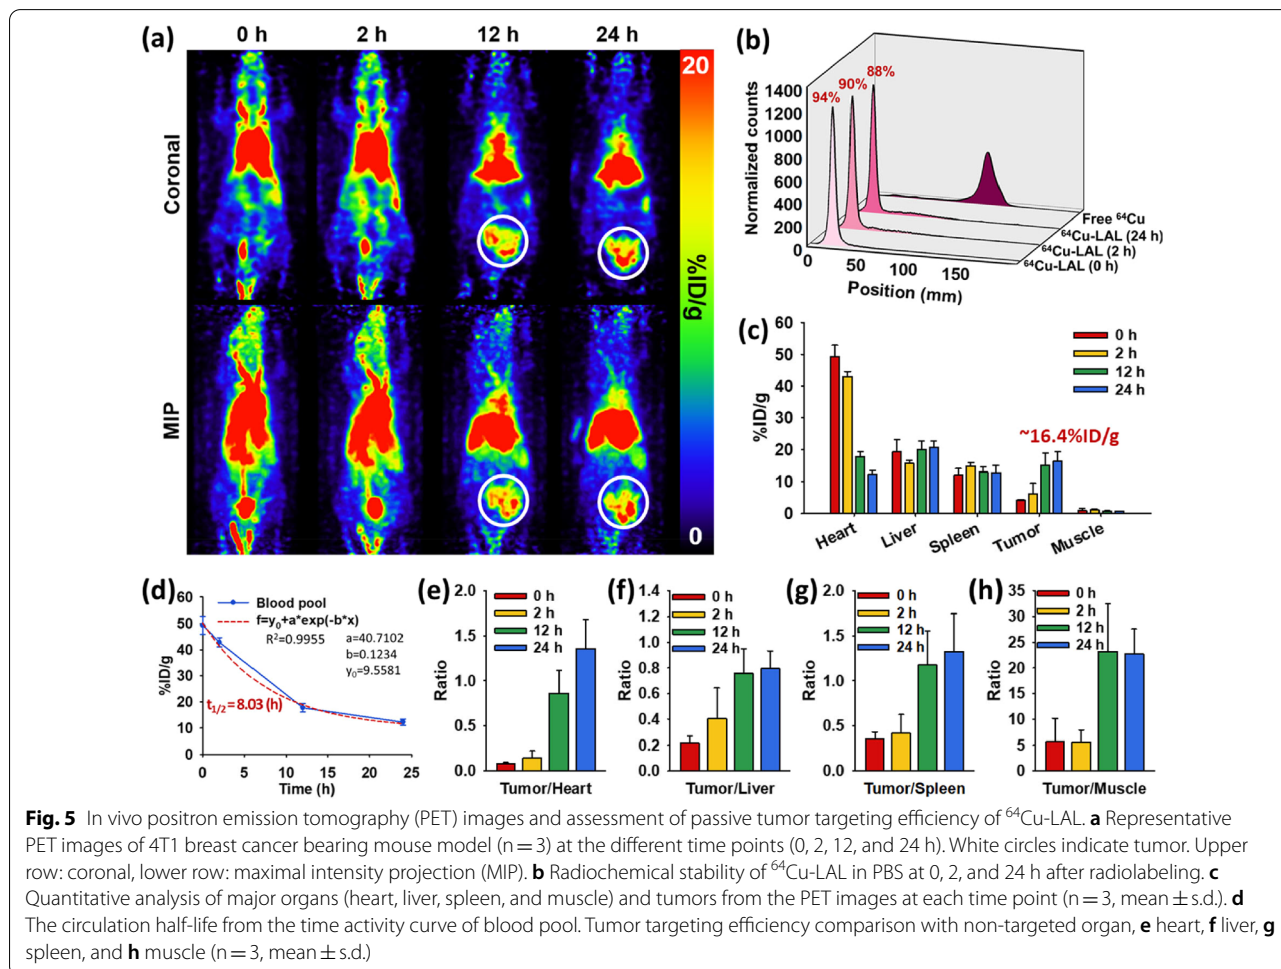 (a)
0 h 2 h 12 h 24 h
Coronal
MIP
20
%ID/g
0
(b)
Normalized counts
1400
1200
1000
800
600
400
200
0
94% 90% 88%
0 50 100 150
Position (mm)
Free ⁶⁴Cu
⁶⁴Cu-LAL (24 h)
⁶⁴Cu-LAL (2 h)
⁶⁴Cu-LAL (0 h)
(c)
%ID/g
60
50
40
30
20
10
0
0 h
2 h
12 h
24 h
~16.4%ID/g
Heart Liver Spleen Tumor Muscle
(d)
%ID/g
60
50
40
30
20
10
0
Blood pool
f=y₀+a*exp(-b*x)
R²=0.9955 a=40.7102
b=0.1234
y₀=9.5581
t₁/₂=8.03 (h)
0 5 10 15 20 25
Time (h)
(e)
Ratio
2.0
1.5
1.0
0.5
0.0
0 h
2 h
12 h
24 h
Tumor/Heart
(f)
Ratio
1.4
1.2
1.0
0.8
0.6
0.4
0.2
0.0
0 h
2 h
12 h
24 h
Tumor/Liver
(g)
Ratio
2.0
1.5
1.0
0.5
0.0
0 h
2 h
12 h
24 h
Tumor/Spleen
(h)
Ratio
35
30
25
20
15
10
5
0
0 h
2 h
12 h
24 h
Tumor/Muscle
Fig. 5 In vivo positron emission tomography (PET) images and assessment of passive tumor targeting efficiency of ⁶⁴Cu-LAL. a Representative
PET images of 4T1 breast cancer bearing mouse model (n = 3) at the different time points (0, 2, 12, and 24 h). White circles indicate tumor. Upper
row: coronal, lower row: maximal intensity projection (MIP). b Radiochemical stability of ⁶⁴Cu-LAL in PBS at 0, 2, and 24 h after radiolabeling. c
Quantitative analysis of major organs (heart, liver, spleen, and muscle) and tumors from the PET images at each time point (n = 3, mean ± s.d.). d
The circulation half-life from the time activity curve of blood pool. Tumor targeting efficiency comparison with non-targeted organ, e heart, f liver, g
spleen, and h muscle (n = 3, mean ± s.d.)